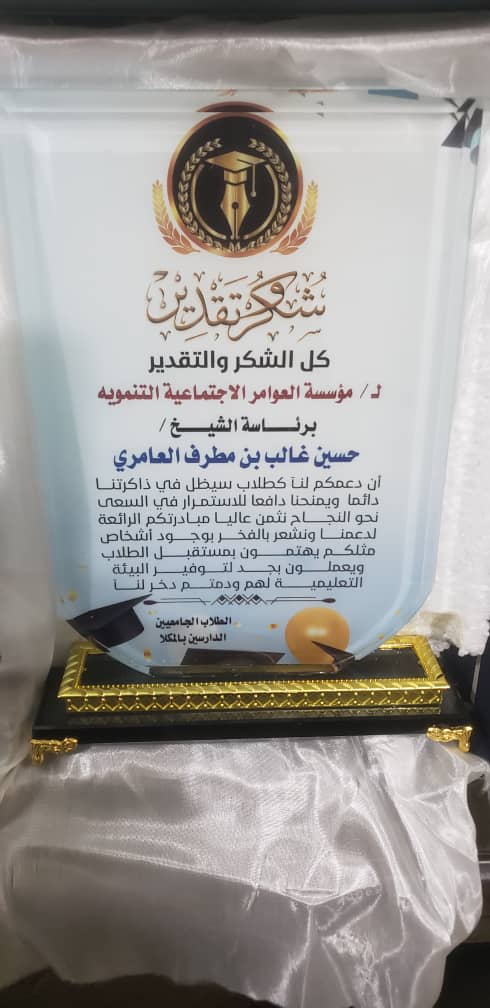 شكر وتقدير
كل الشكر والتقدير
لـ / مؤسسة العوامر الاجتماعية التنمويه
برئاسة الشيخ /
حسين غالب بن مطرف العامري
أن دعمكم لنا كطلاب سيظل في ذاكرتنا
دائما ويمنحنا دافعا للاستمرار في السعى
نحو النجاح نثمن عاليا مبادرتكم الرائعة
لدعمنا ونشعر بالفخر بوجود أشخاص
مثلكم يهتمون بمستقبل الطلاب
ويعملون بجد لتوفير البيئة
التعليمية لهم ودمتم دخر لنا
الطلاب الجامعيين
الدارسين بالمكلا